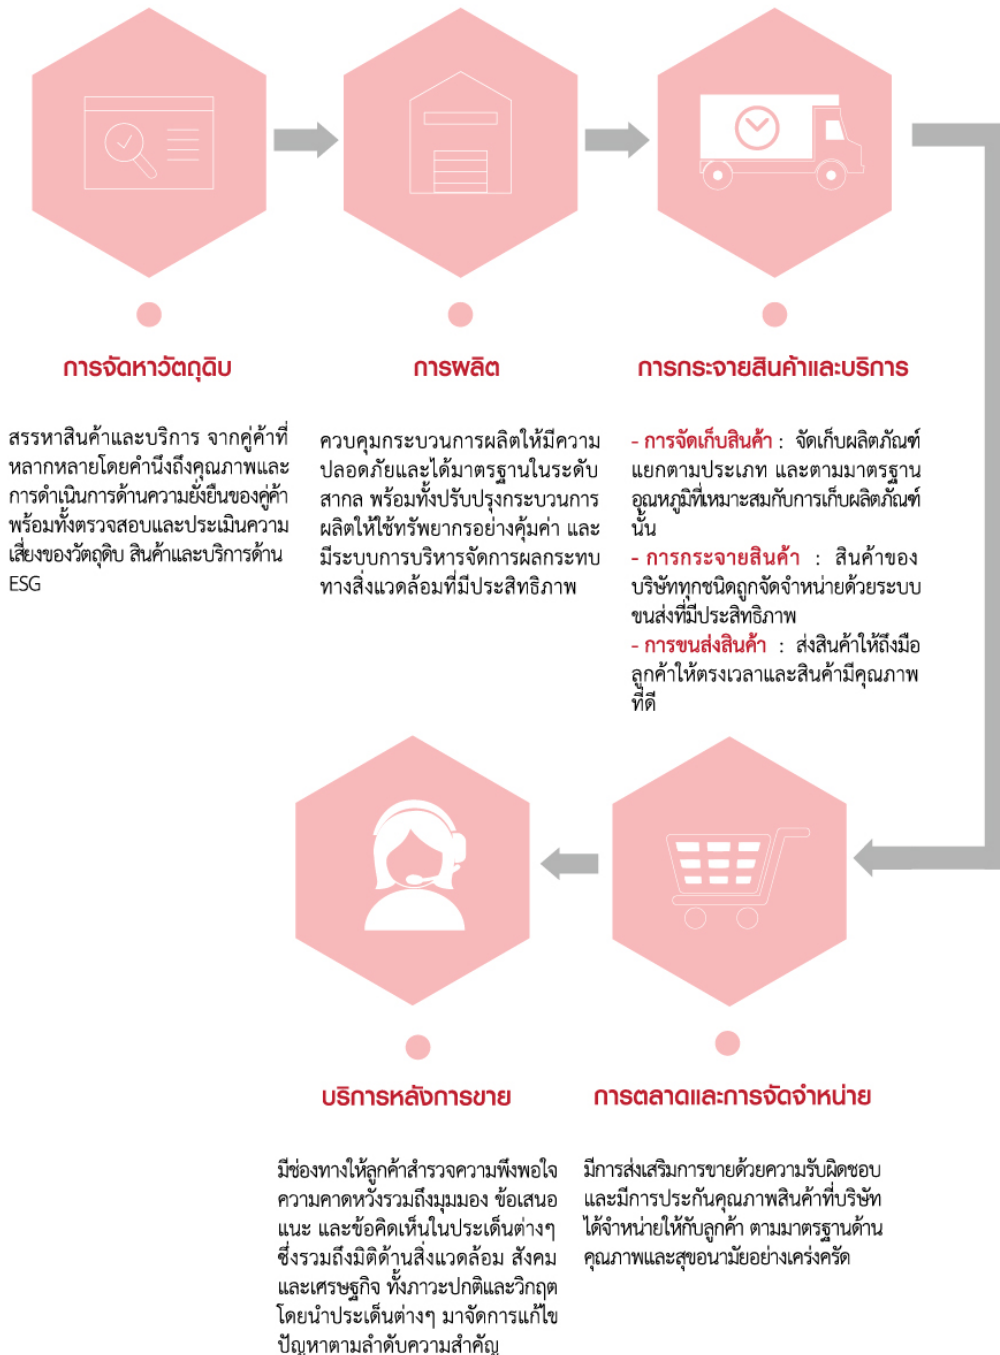 การจัดหาวัตถุดิบ
สรรหาสินค้าและบริการ จากคู่ค้าที่
หลากหลายโดยคำนึงถึงคุณภาพและ
การดำเนินการด้านความยั่งยืนของคู่ค้า
พร้อมทั้งตรวจสอบและประเมินความ
เสี่ยงของวัตถุดิบ สินค้าและบริการด้าน
ESG
การผลิต
ควบคุมกระบวนการผลิตให้มีความ
ปลอดภัยและได้มาตรฐานในระดับ
สากล พร้อมทั้งปรับปรุงกระบวนการ
ผลิตให้ใช้ทรัพยากรอย่างคุ้มค่า และ
มีระบบการบริหารจัดการผลกระทบ
ทางสิ่งแวดล้อมที่มีประสิทธิภาพ
การกระจายสินค้าและบริการ
- การจัดเก็บสินค้า : จัดเก็บผลิตภัณฑ์
แยกตามประเภท และตามมาตรฐาน
อุณหภูมิที่เหมาะสมกับการเก็บผลิตภัณฑ์
นั้น
- การกระจายสินค้า : สินค้าของ
บริษัททุกชนิดถูกจัดจำหน่ายด้วยระบบ
ขนส่งที่มีประสิทธิภาพ
- การขนส่งสินค้า : ส่งสินค้าให้ถึงมือ
ลูกค้าให้ตรงเวลาและสินค้ามีคุณภาพ
ที่ดี
การตลาดและการจัดจำหน่าย
มีการส่งเสริมการขายด้วยความรับผิดชอบ
และมีการประกันคุณภาพสินค้าที่บริษัท
ได้จำหน่ายให้กับลูกค้า ตามมาตรฐานด้าน
คุณภาพและสุขอนามัยอย่างเคร่งครัด
บริการหลังการขาย
มีช่องทางให้ลูกค้าสำรวจความพึงพอใจ
ความคาดหวังรวมถึงมุมมอง ข้อเสนอ
แนะ และข้อคิดเห็นในประเด็นต่างๆ
ซึ่งรวมถึงมิติด้านสิ่งแวดล้อม สังคม
และเศรษฐกิจ ทั้งภาวะปกติและวิกฤต
โดยนำประเด็นต่างๆ มาจัดการแก้ไข
ปัญหาตามลำดับความสำคัญ